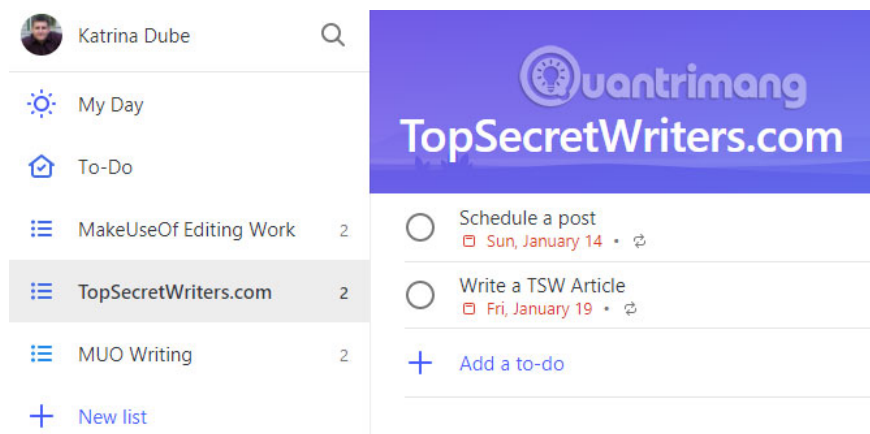 Katrina Dube
My Day
To-Do
MakeUseOf Editing Work 2
TopSecretWriters.com 2
MUO Writing 2
New list
Quantrimang
TopSecretWriters.com
Schedule a post
Sun, January 14 •
Write a TSW Article
Fri, January 19 •
Add a to-do